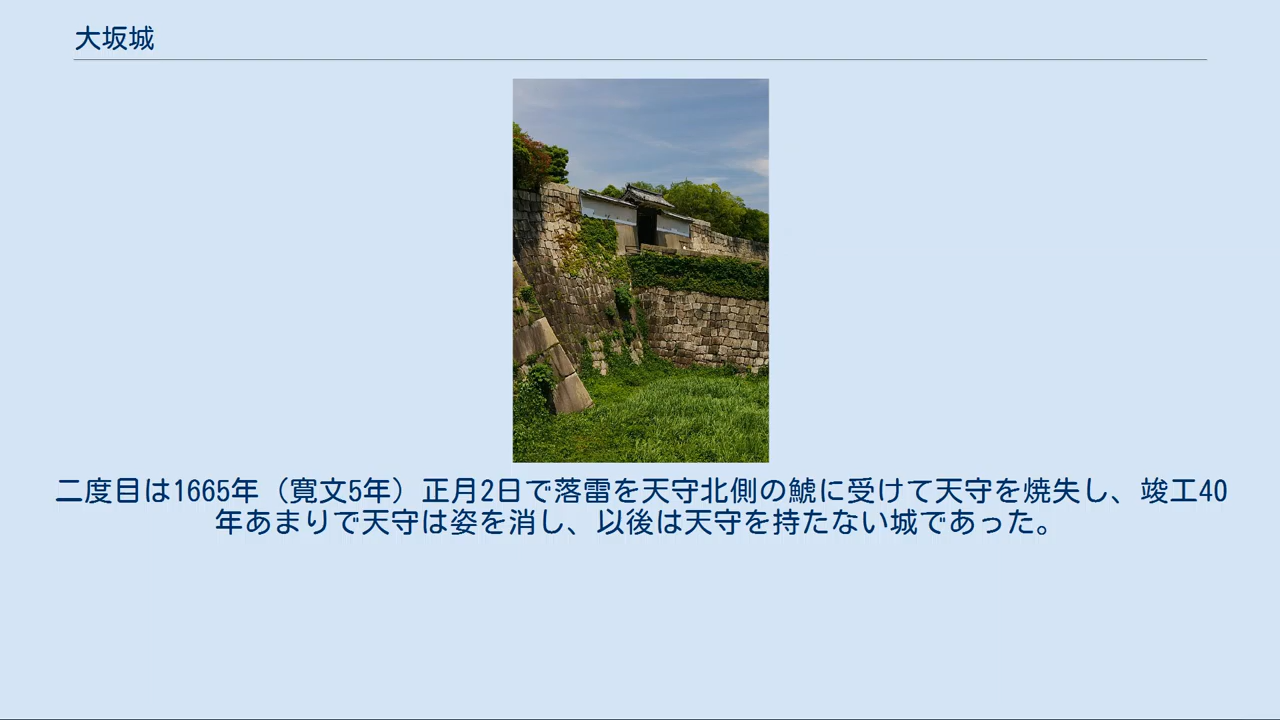 大坂城
二度目は1665年（寛文5年）正月2日で落雷を天守北側の鯱に受けて天守を焼失し、竣工40
年あまりで天守は姿を消し、以後は天守を持たない城であった。